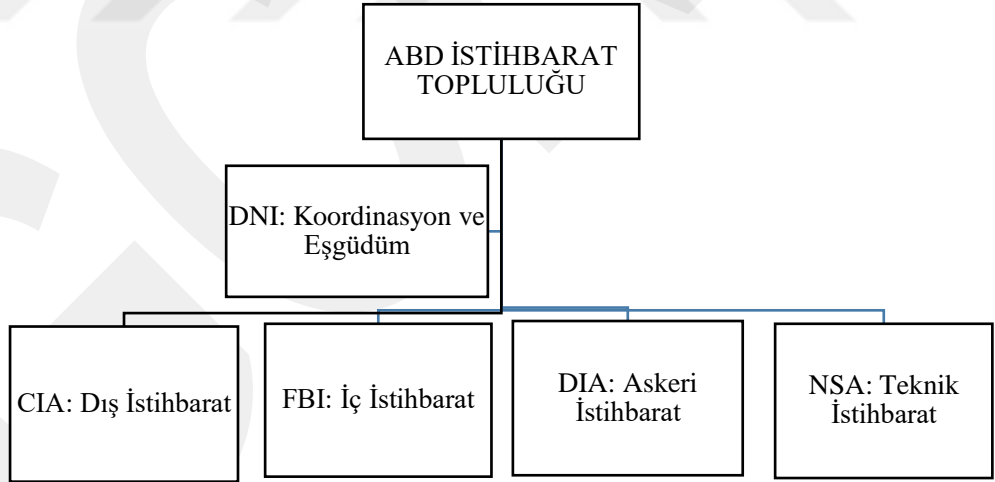 ABD İSTİHBARAT
TOPLULUĞU
DNI: Koordinasyon ve
Eşgüdüm
CIA: Dış İstihbarat
FBI: İç İstihbarat
DIA: Askeri
İstihbarat
NSA: Teknik
İstihbarat